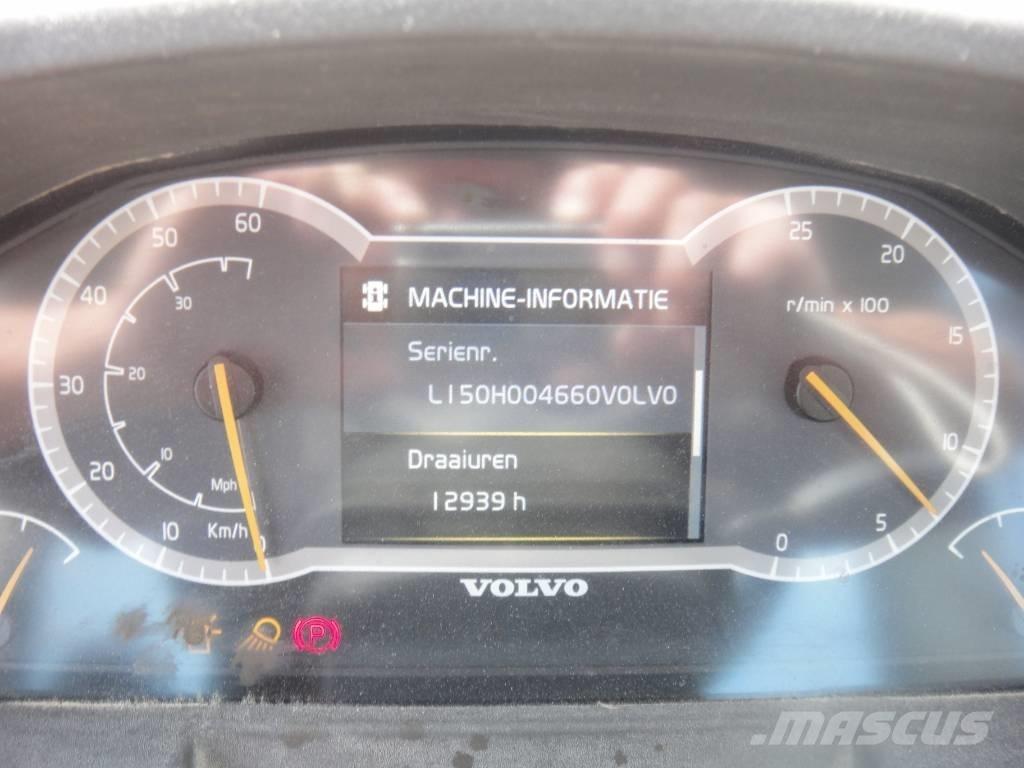 60
50
40
30
20
10
0
30
20
10
Mph
Km/h
MACHINE-INFORMATIE
Serienr.
L150H004660VOLVO
Draaiuren
12939 h
25
20
r/min x 100
15
10
5
0
VOLVO
P
MASCUS